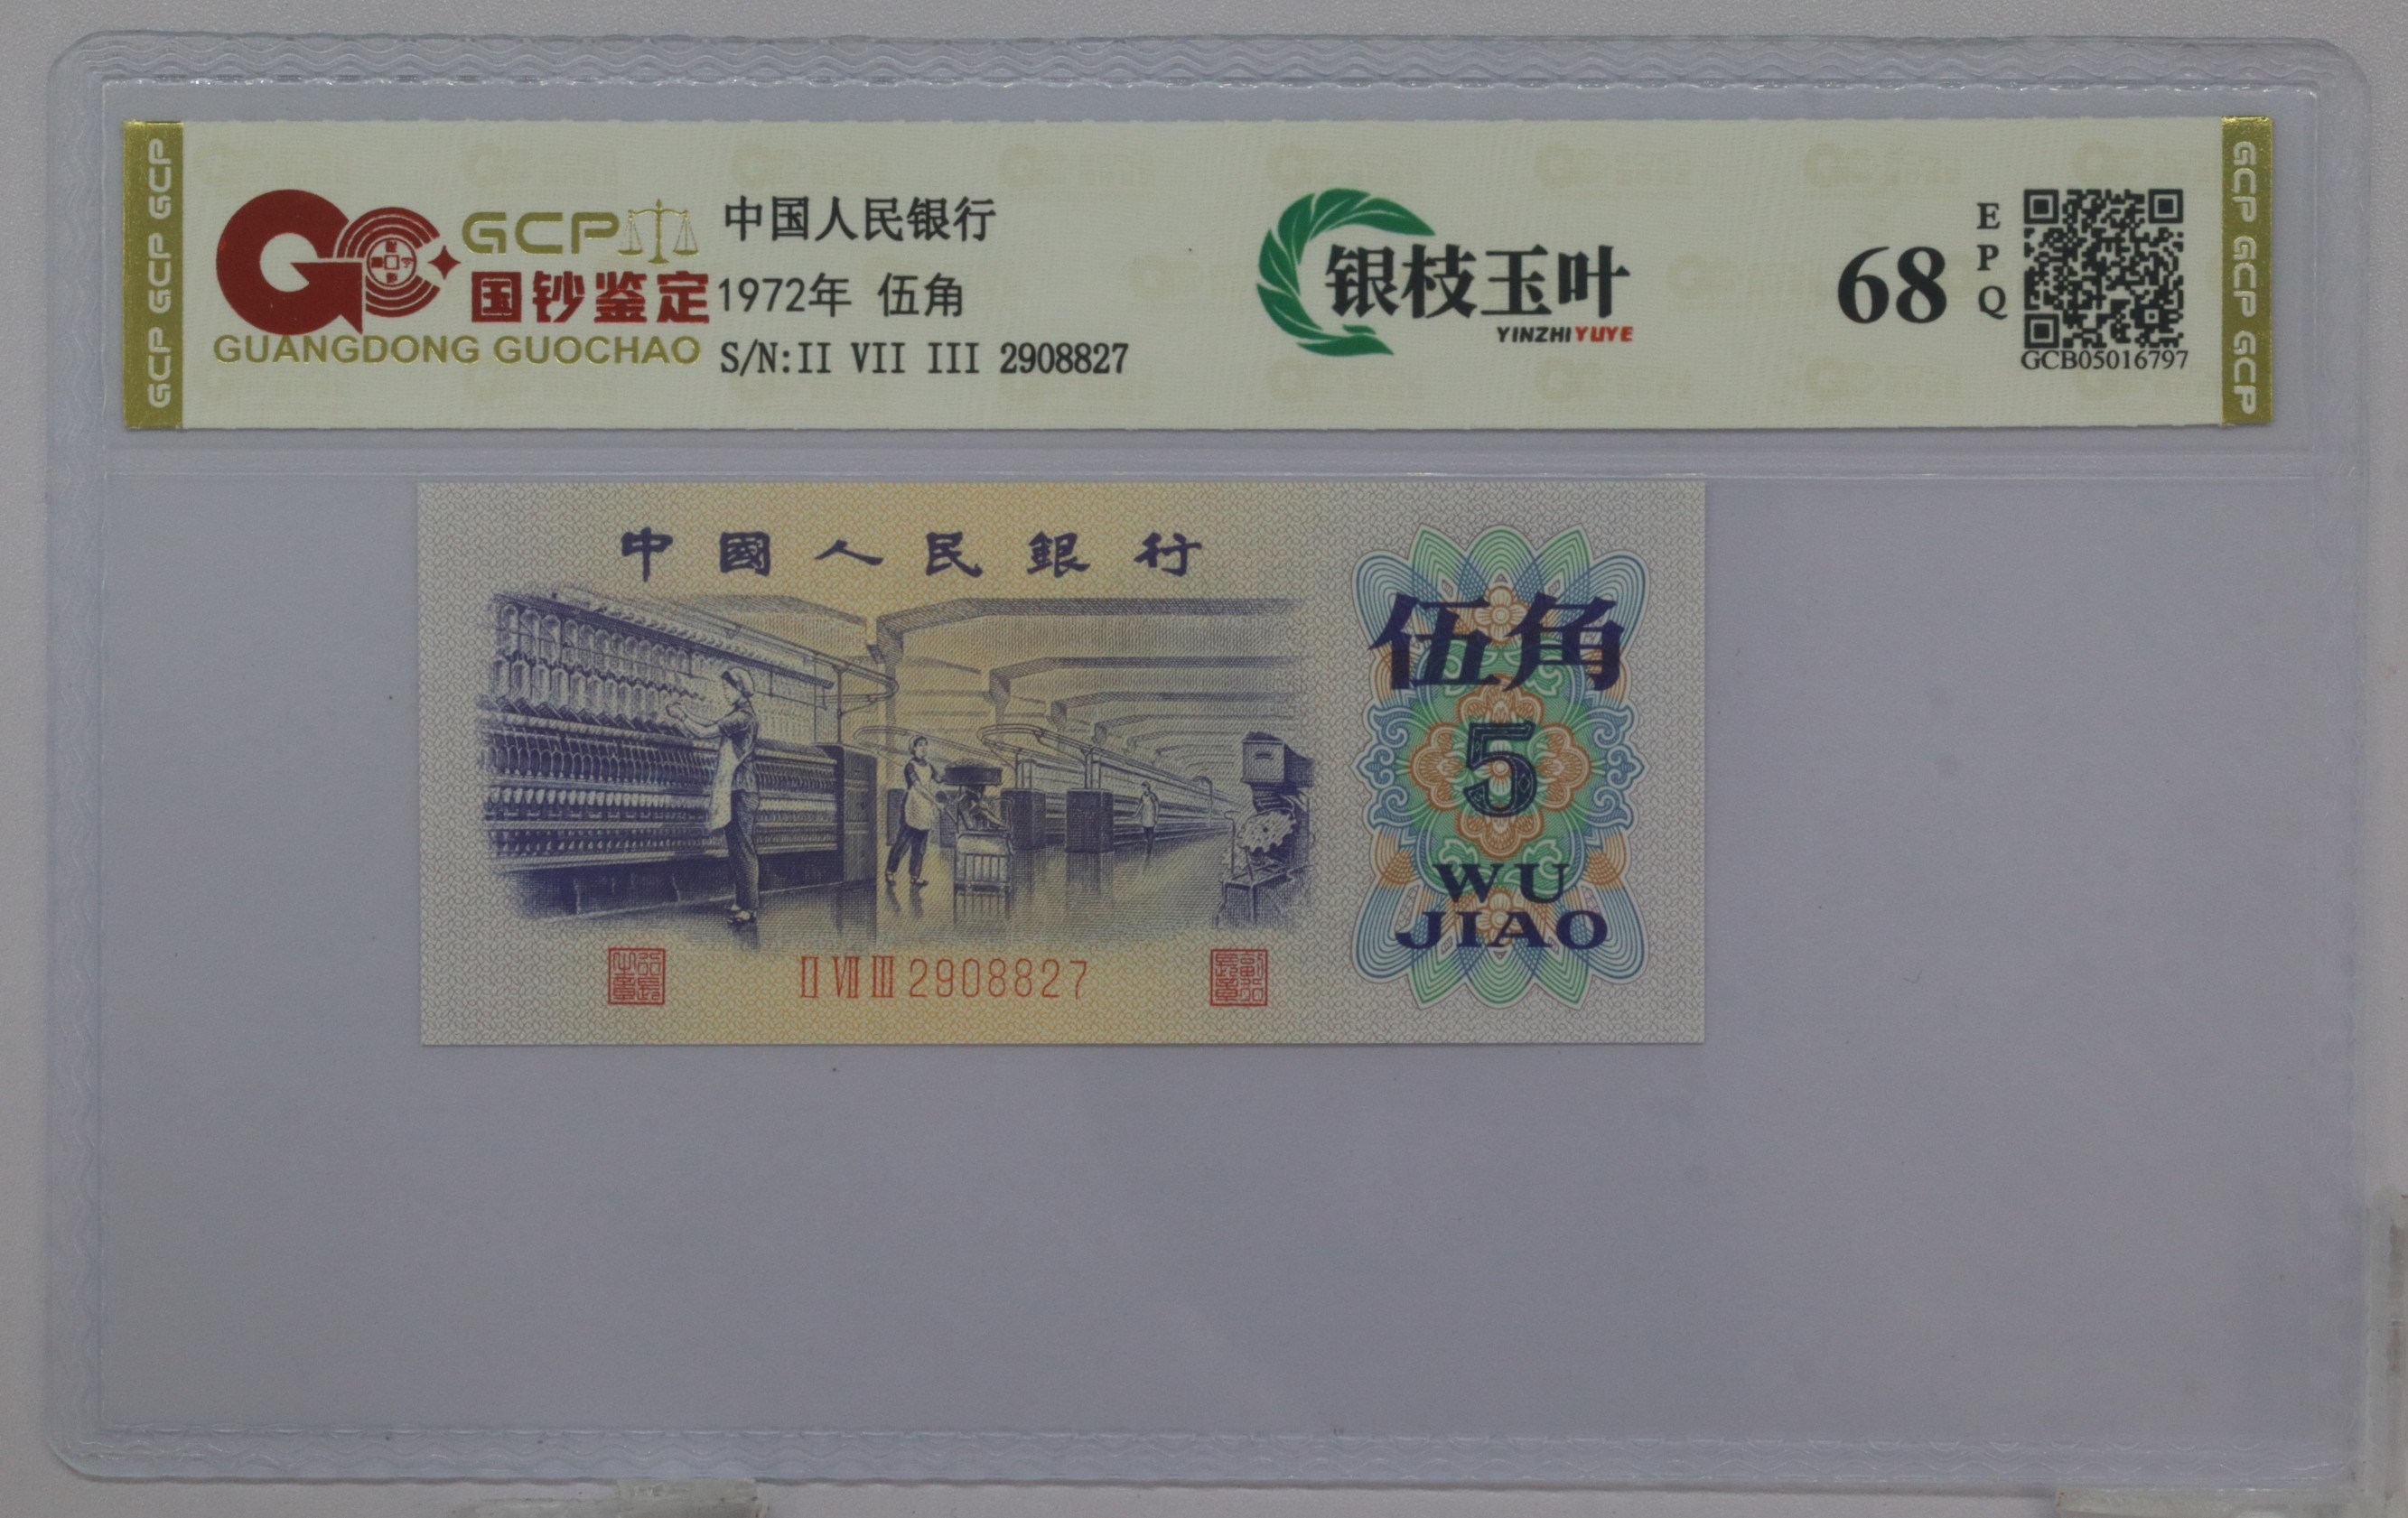 GCP GCP GCP
GCP
国钞鉴定
GUANGDONG GUOCHAO
中国人民银行
1972年 伍角
S/N:II VII III 2908827
银枝玉叶
YINZHIYUYE
68
EPQ
GCB05016797
GCP GCP GCP
中國人民銀行
伍角
5
WU
JIAO
II VII III 2908827